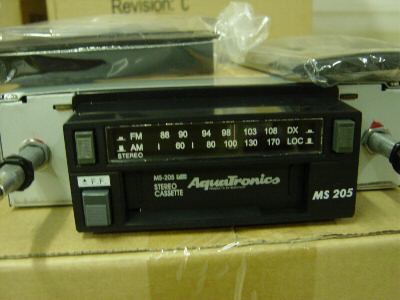 Revision: C
FM 88 90 94 98 103 108 DX
AM 60 80 100 130 170 LOC
STEREO
MS-205
STEREO
CASSETTE
AquaTronics
F.F.
MS 205